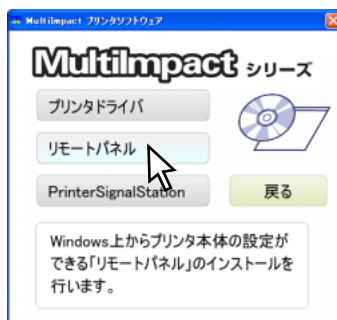 MultiImpact プリンタソフトウェア
MultiImpact シリーズ
プリンタドライバ
リモートパネル
PrinterSignalStation
戻る
Windows上からプリンタ本体の設定が
できる「リモートパネル」のインストールを
行います。